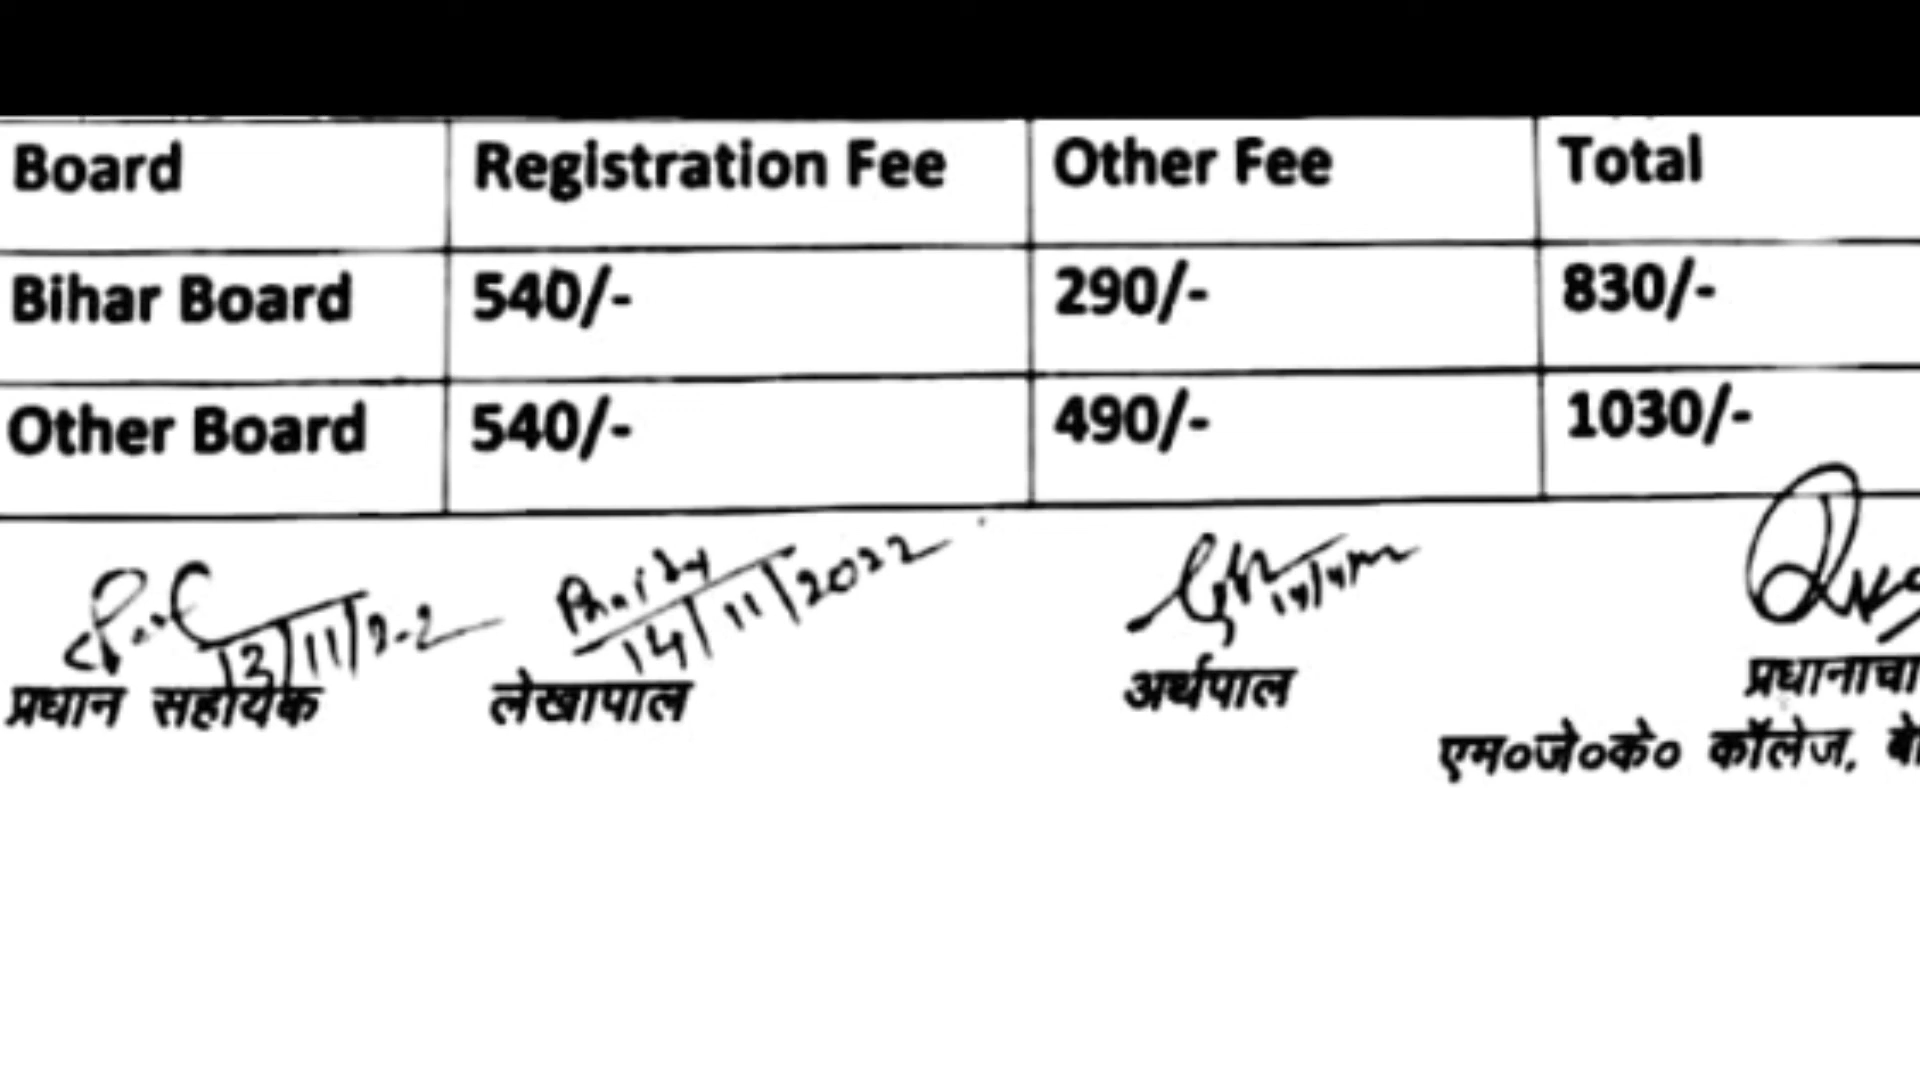 Board Registration Fee Other Fee Total
Bihar Board 540/- 290/- 830/-
Other Board 540/- 490/- 1030/-
13/11/2022 14/11/2022
प्रधान सहायक लेखापाल अर्थपाल प्रधानाचा
एम०जे०के० कॉलेज, बे